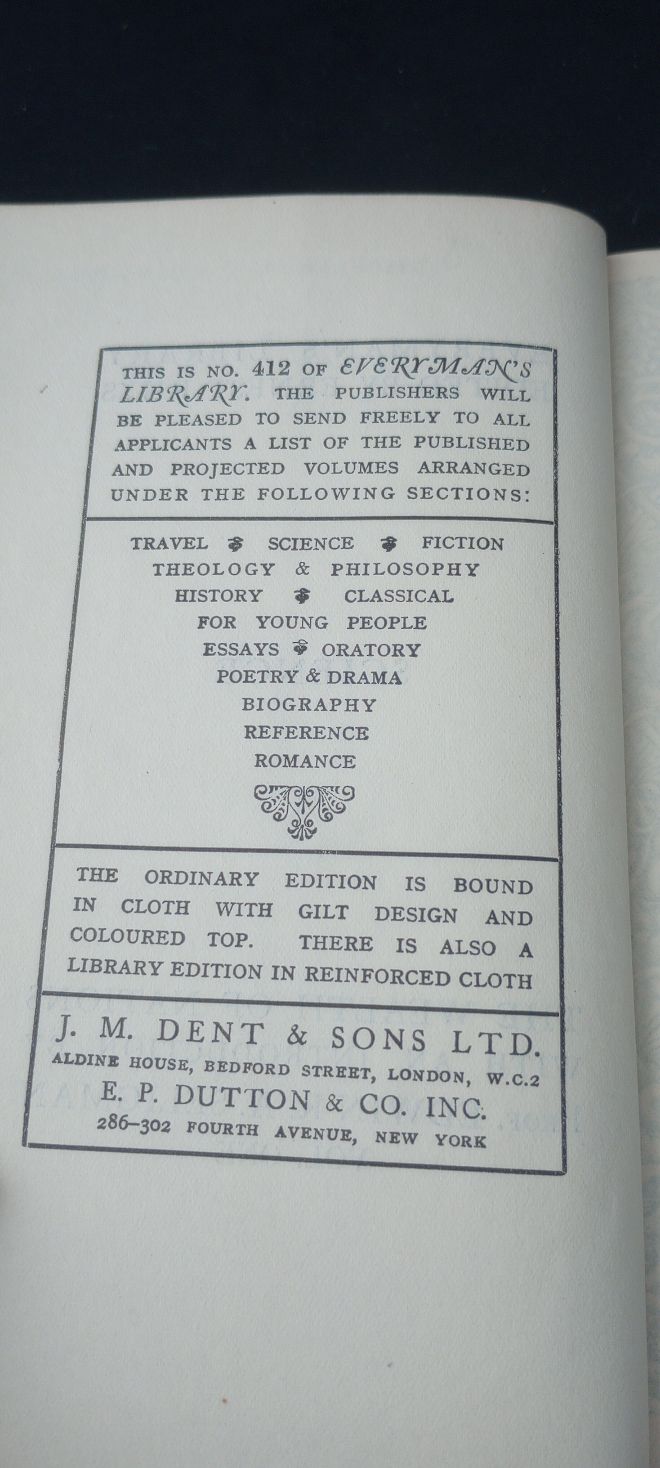 THIS IS NO. 412 OF EVERYMAN'S
LIBRARY. THE PUBLISHERS WILL
BE PLEASED TO SEND FREELY TO ALL
APPLICANTS A LIST OF THE PUBLISHED
AND PROJECTED VOLUMES ARRANGED
UNDER THE FOLLOWING SECTIONS:
TRAVEL SCIENCE FICTION
THEOLOGY & PHILOSOPHY
HISTORY CLASSICAL
FOR YOUNG PEOPLE
ESSAYS ORATORY
POETRY & DRAMA
BIOGRAPHY
REFERENCE
ROMANCE
THE ORDINARY EDITION IS BOUND
IN CLOTH WITH GILT DESIGN AND
COLOURED TOP. THERE IS ALSO A
LIBRARY EDITION IN REINFORCED CLOTH
J. M. DENT & SONS LTD.
ALDINE HOUSE, BEDFORD STREET, LONDON, W.C.2
E. P. DUTTON & CO. INC.
286–302 FOURTH AVENUE, NEW YORK